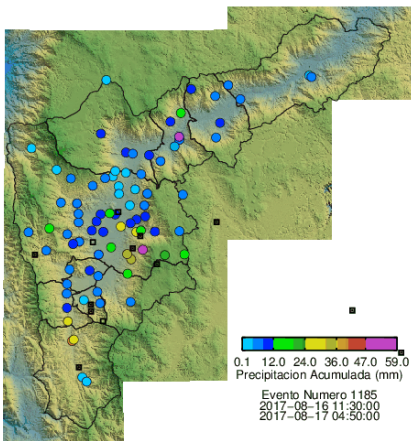 0.1 12.0 24.0 36.0 47.0 59.0
Precipitacion Acumulada (mm)
Evento Numero 1185
2017-08-16 11:30:00
2017-08-17 04:50:00